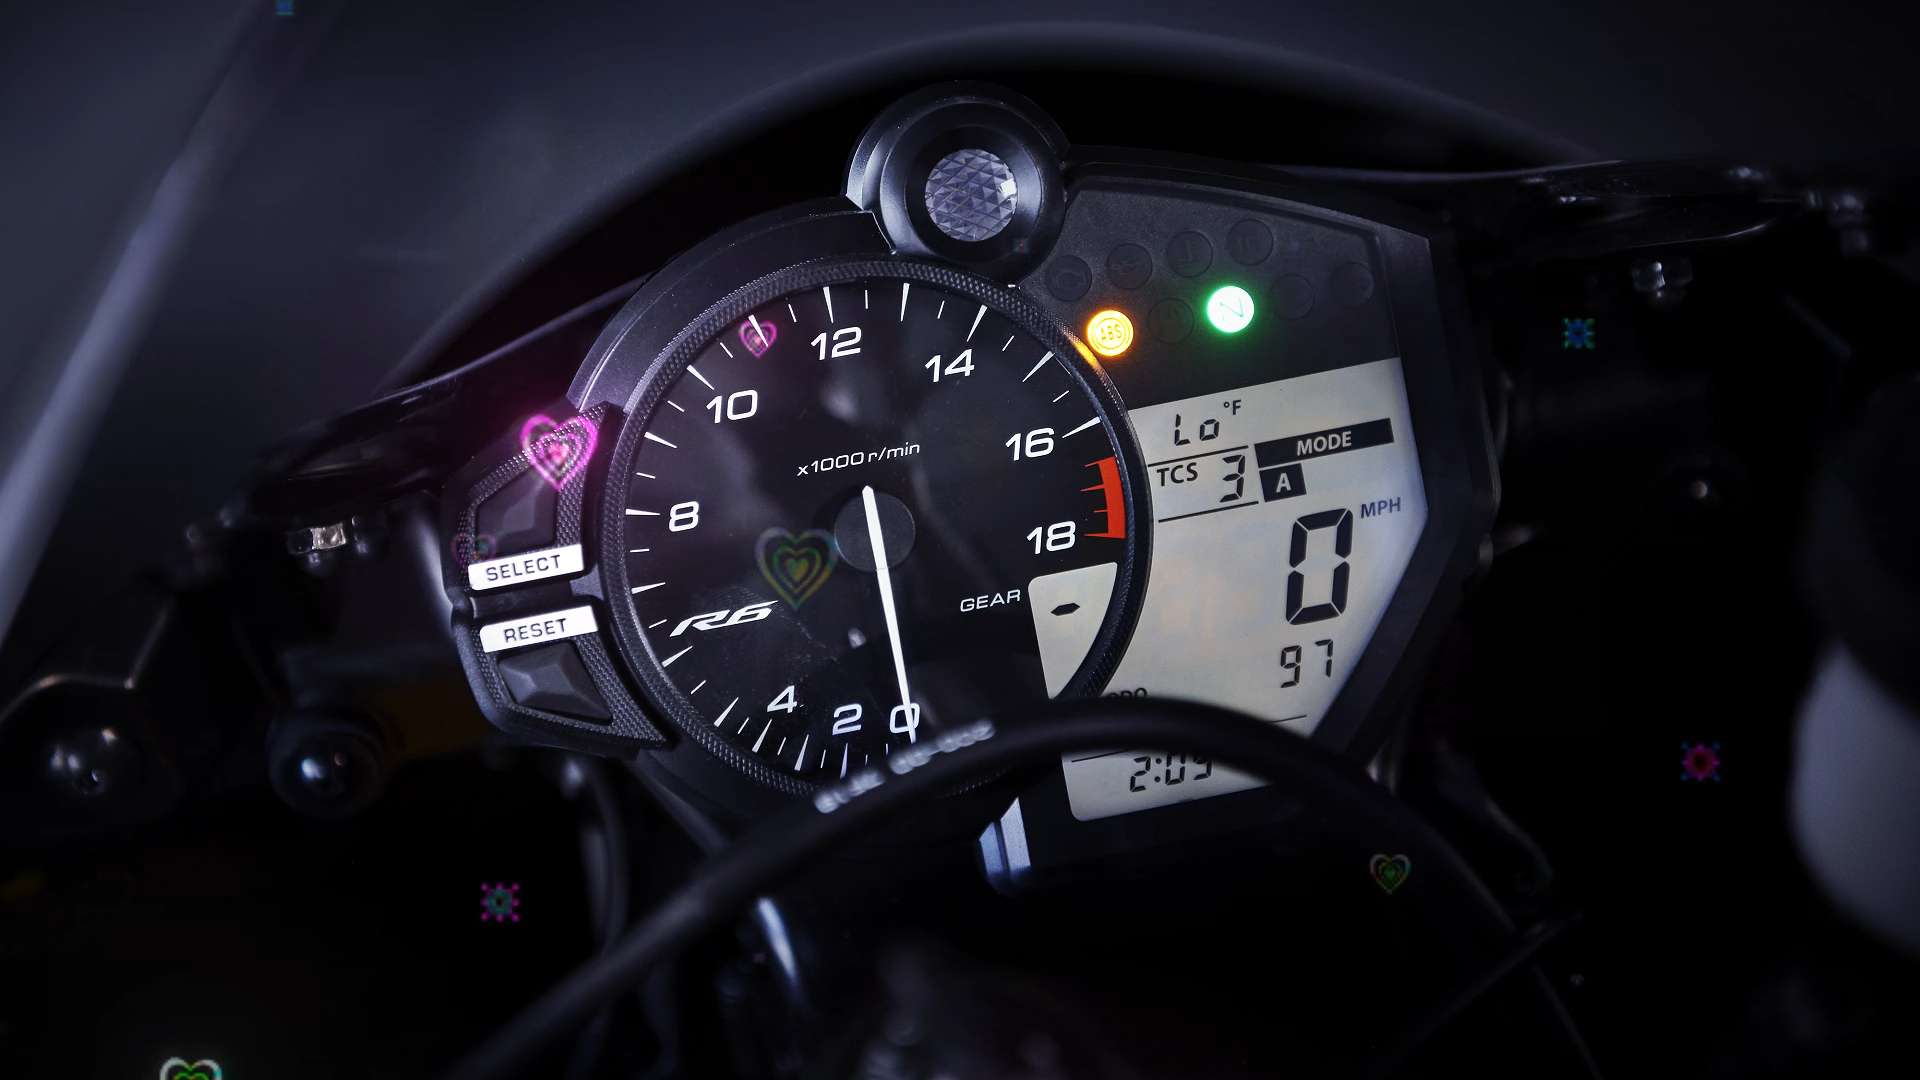 12
14
10
16
x1000 r/min
8
18
SELECT
RESET
R6
GEAR
-
4
2
0
ABS
N
Lo °F
TCS 3
MODE
A
MPH
0
97
2:09